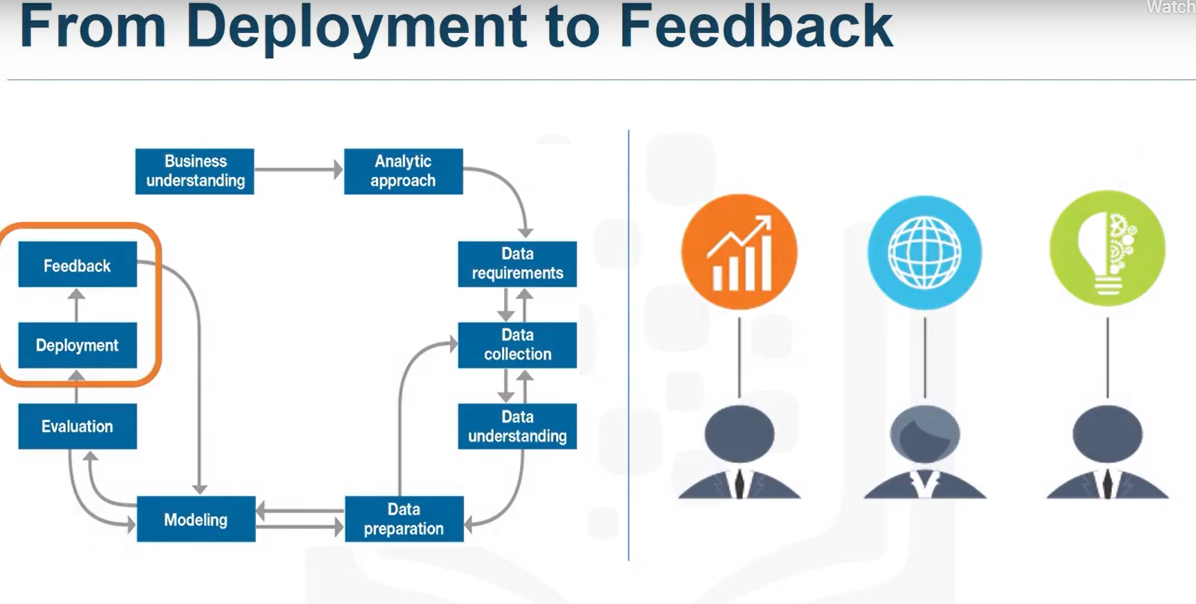 Watch
From Deployment to Feedback
Business
understanding
Analytic
approach
Feedback
Data
requirements
Deployment
Data
collection
Evaluation
Data
understanding
Modeling
Data
preparation